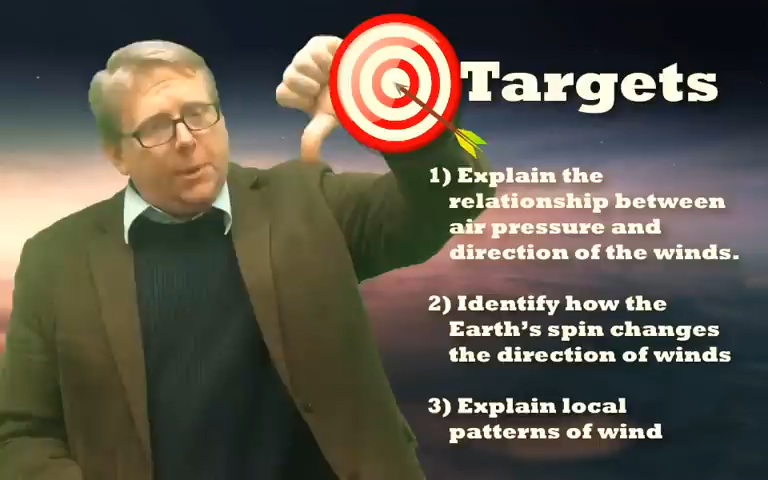 Targets
1) Explain the
relationship between
air pressure and
direction of the winds.
2) Identify how the
Earth's spin changes
the direction of winds
3) Explain local
patterns of wind